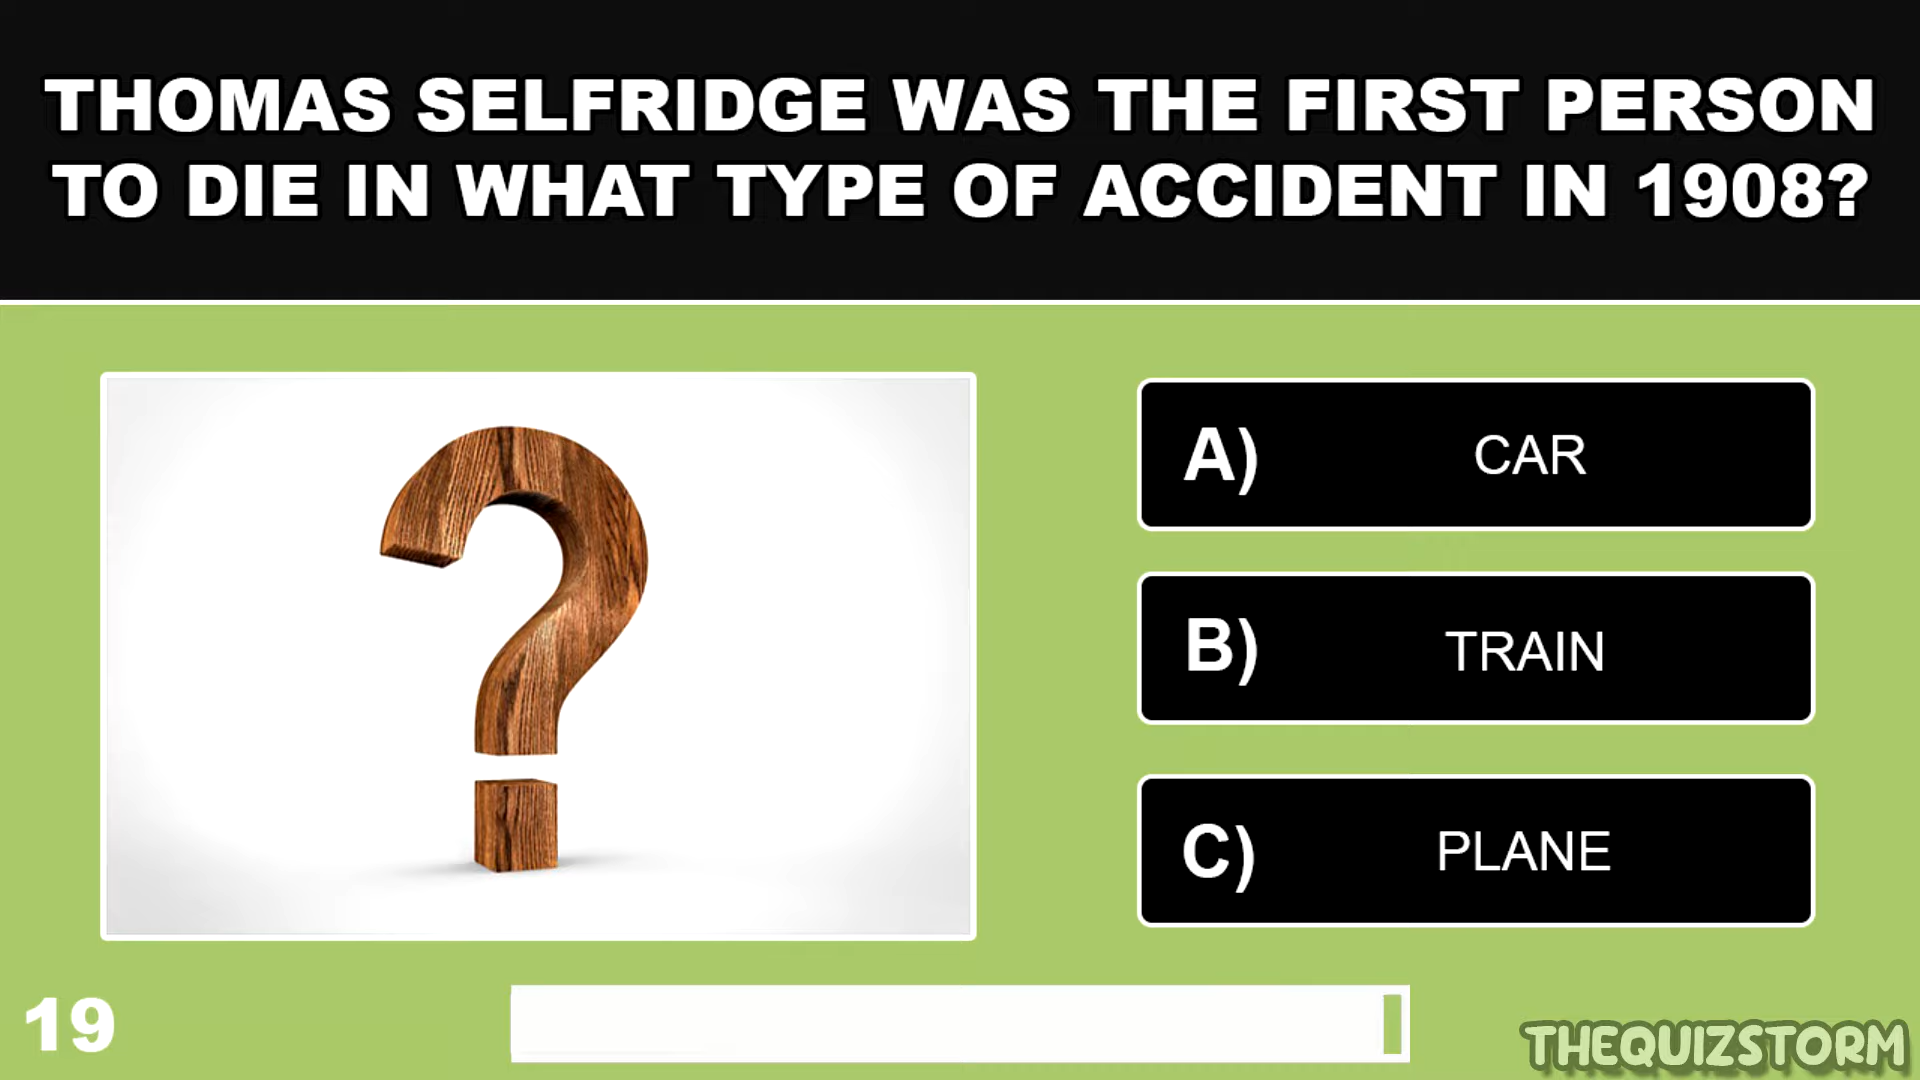 THOMAS SELFRIDGE WAS THE FIRST PERSON
TO DIE IN WHAT TYPE OF ACCIDENT IN 1908?
A) CAR
B) TRAIN
C) PLANE
19
THEQUIZSTORM